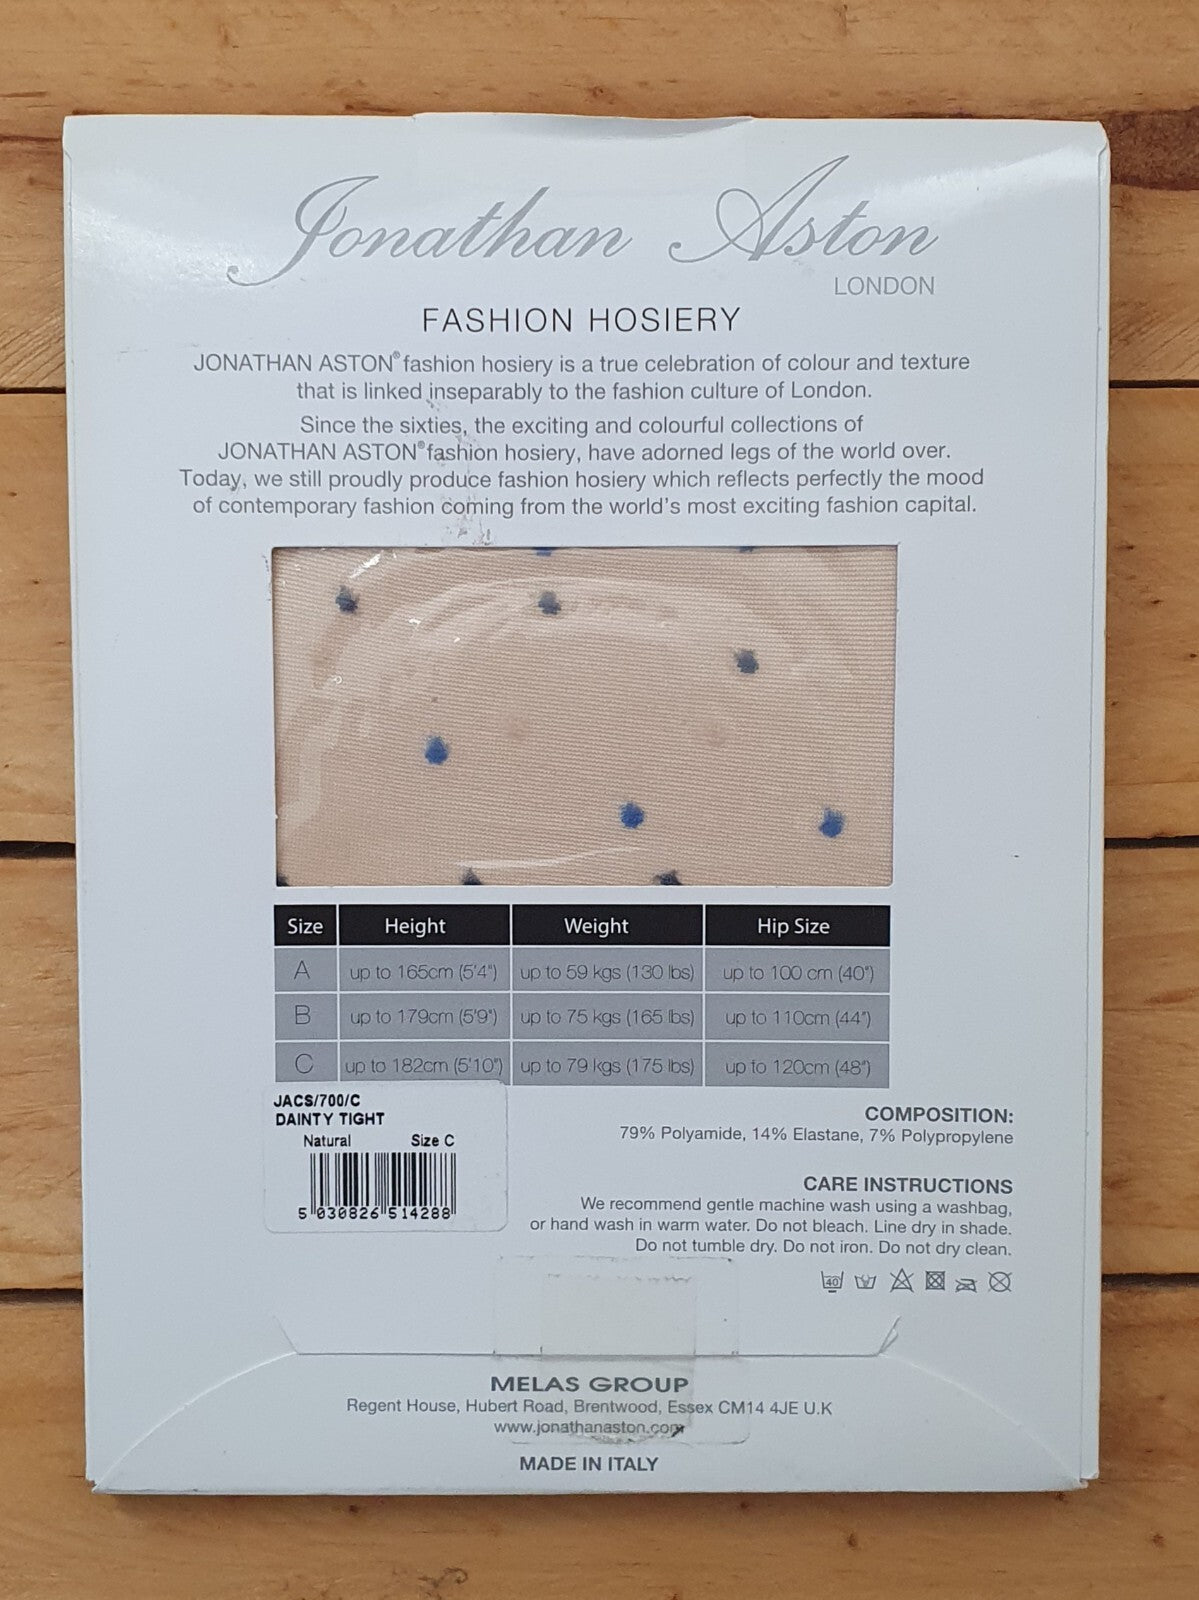 Jonathan Aston
LONDON
FASHION HOSIERY
JONATHAN ASTON® fashion hosiery is a true celebration of colour and texture
that is linked inseparably to the fashion culture of London.
Since the sixties, the exciting and colourful collections of
JONATHAN ASTON® fashion hosiery, have adorned legs of the world over.
Today, we still proudly produce fashion hosiery which reflects perfectly the mood
of contemporary fashion coming from the world's most exciting fashion capital.
Size Height Weight Hip Size
A up to 165cm (5'4") up to 59 kgs (130 lbs) up to 100 cm (40")
B up to 179cm (5'9") up to 75 kgs (165 lbs) up to 110cm (44")
C up to 182cm (5'10") up to 79 kgs (175 lbs) up to 120cm (48")
JACS/700/C
DAINTY TIGHT
Natural Size C
5 030826 514288
COMPOSITION:
79% Polyamide, 14% Elastane, 7% Polypropylene
CARE INSTRUCTIONS
We recommend gentle machine wash using a washbag,
or hand wash in warm water. Do not bleach. Line dry in shade.
Do not tumble dry. Do not iron. Do not dry clean.
40
MELAS GROUP
Regent House, Hubert Road, Brentwood, Essex CM14 4JE U.K
www.jonathanaston.com
MADE IN ITALY